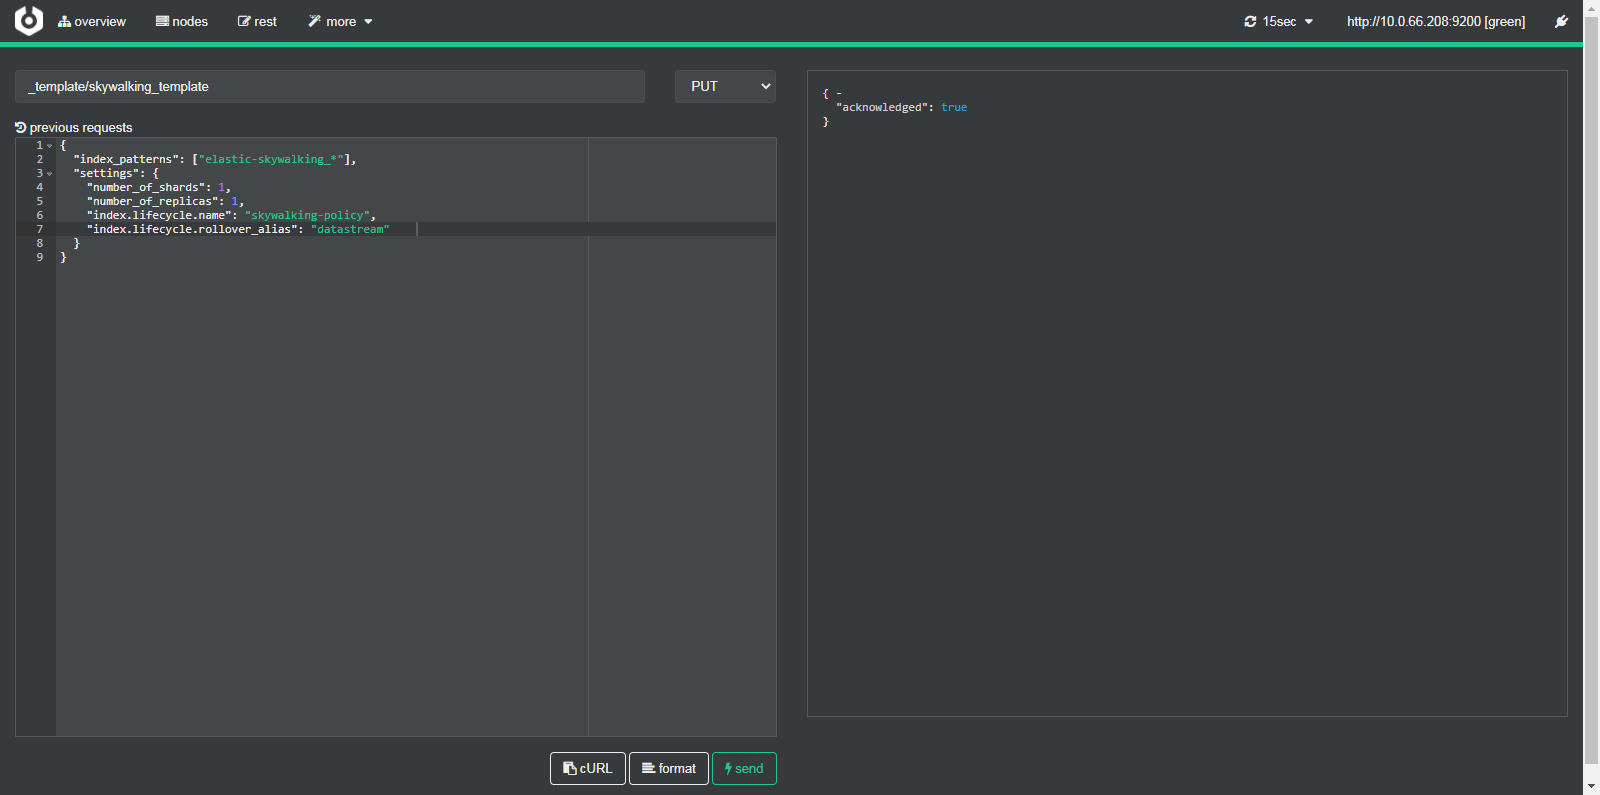 overview nodes rest more 15sec http://10.0.66.208:9200 [green]
_template/skywalking_template PUT
previous requests
1 {
2 "index_patterns": ["elastic-skywalking_*"],
3 "settings": {
4 "number_of_shards": 1,
5 "number_of_replicas": 1,
6 "index.lifecycle.name": "skywalking-policy",
7 "index.lifecycle.rollover_alias": "datastream"
8 }
9 }
cURL format send
{ -
"acknowledged": true
}